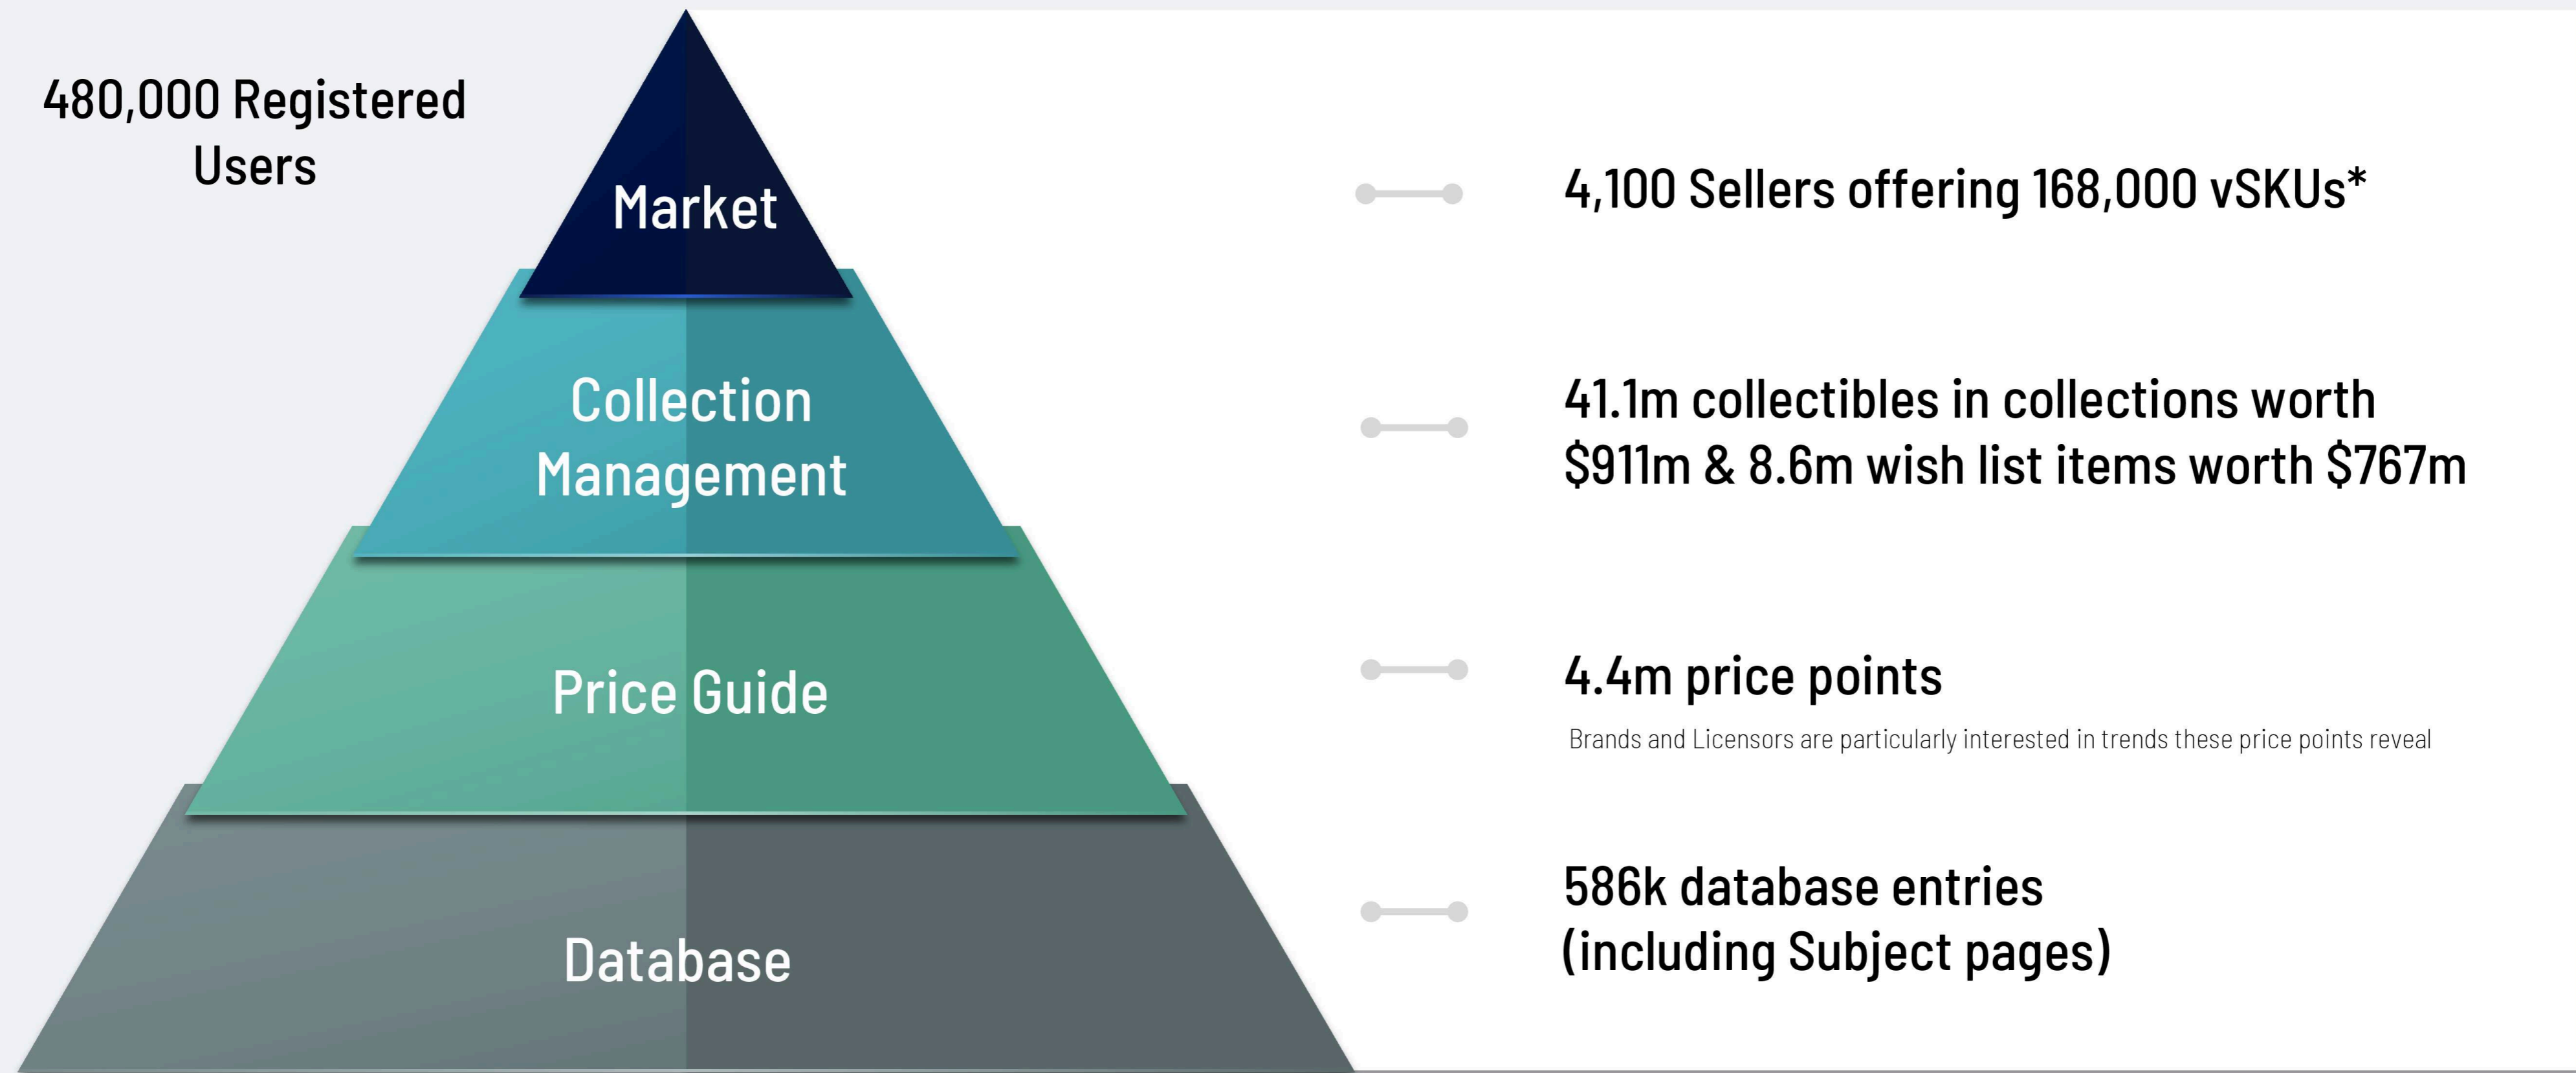 480,000 Registered
Users
Market
4,100 Sellers offering 168,000 vSKUs*
Collection
Management
41.1m collectibles in collections worth
$911m & 8.6m wish list items worth $767m
Price Guide
4.4m price points
Brands and Licensors are particularly interested in trends these price points reveal
Database
586k database entries
(including Subject pages)